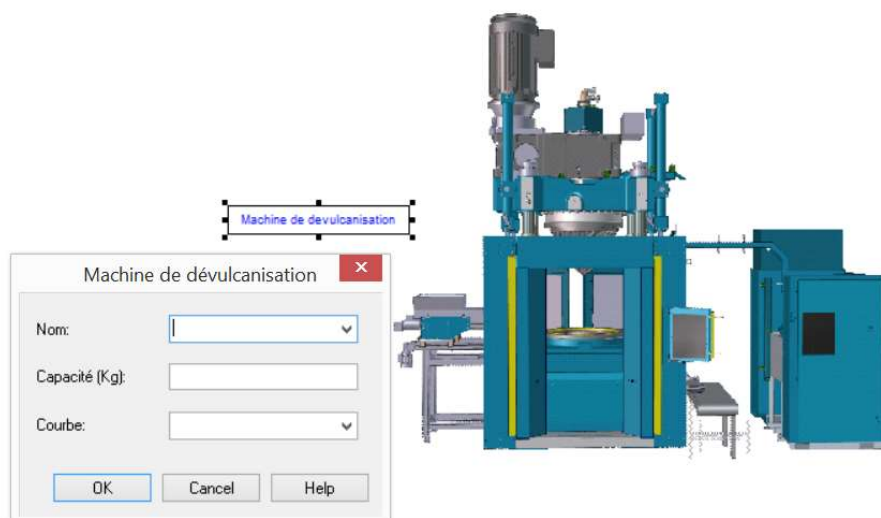 Machine de devulcanisation
Machine de dévulcanisation
Nom:
Capacité (Kg):
Courbe:
OK Cancel Help